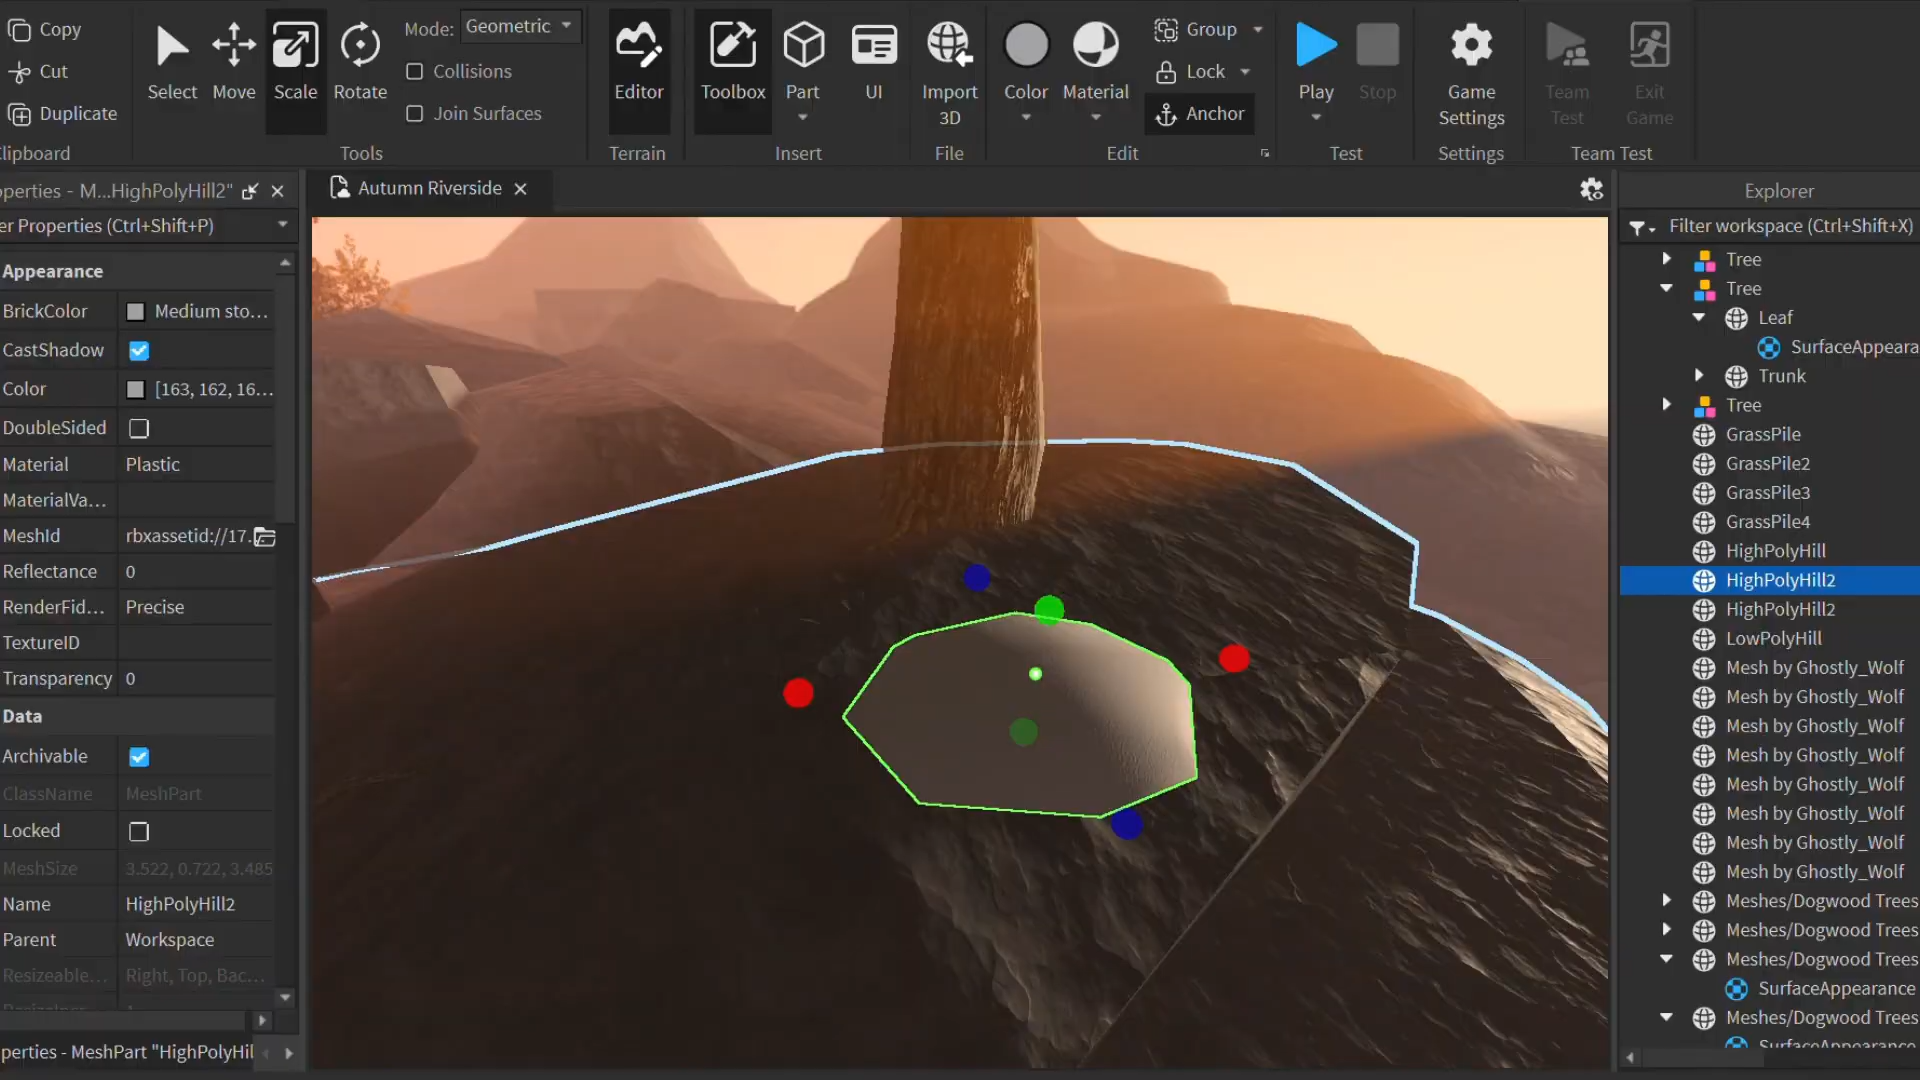 Copy
Cut
Duplicate
Clipboard
Select
Move
Scale
Rotate
Mode: Geometric
Collisions
Join Surfaces
Tools
Editor
Terrain
Toolbox
Part
UI
Insert
Import
3D
File
Color
Material
Group
Lock
Anchor
Edit
Play
Stop
Test
Game
Settings
Settings
Team
Test
Exit
Game
Team Test
operties - M...HighPolyHill2"
er Properties (Ctrl+Shift+P)
Appearance
BrickColor Medium sto...
CastShadow
Color [163, 162, 16...
DoubleSided
Material Plastic
MaterialVa...
MeshId rbxassetid://17.
Reflectance 0
RenderFid... Precise
TextureID
Transparency 0
Data
Archivable
ClassName MeshPart
Locked
MeshSize 3.522, 0.722, 3.485
Name HighPolyHill2
Parent Workspace
Resizeable... Right, Top, Bac...
operties - MeshPart "HighPolyHil
Autumn Riverside
Explorer
Filter workspace (Ctrl+Shift+X)
Tree
Tree
Leaf
SurfaceAppeara
Trunk
Tree
GrassPile
GrassPile2
GrassPile3
GrassPile4
HighPolyHill
HighPolyHill2
HighPolyHill2
LowPolyHill
Mesh by Ghostly_Wolf
Mesh by Ghostly_Wolf
Mesh by Ghostly_Wolf
Mesh by Ghostly_Wolf
Mesh by Ghostly_Wolf
Mesh by Ghostly_Wolf
Mesh by Ghostly_Wolf
Mesh by Ghostly_Wolf
Meshes/Dogwood Trees
Meshes/Dogwood Trees
Meshes/Dogwood Trees
SurfaceAppearance
Meshes/Dogwood Trees
SurfaceAppearance